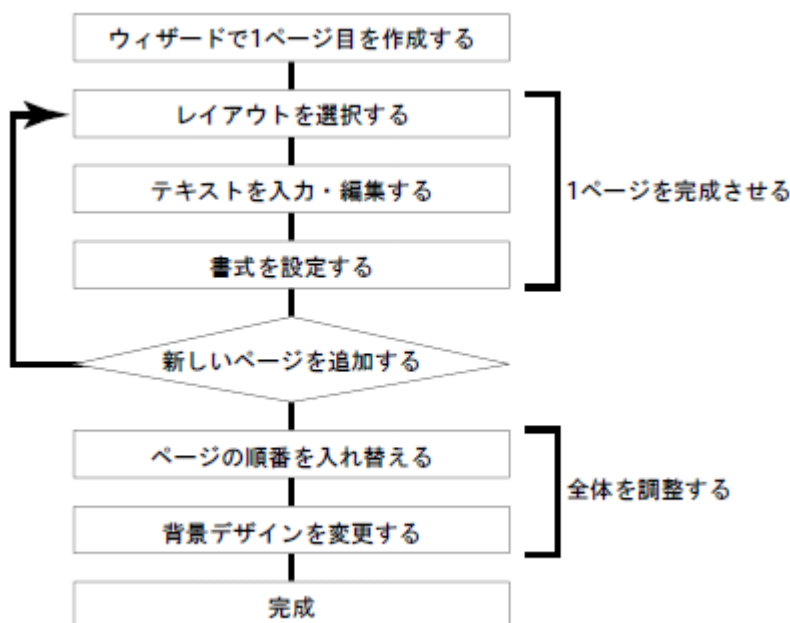 ウィザードで1ページ目を作成する
レイアウトを選択する
テキストを入力・編集する
1ページを完成させる
書式を設定する
新しいページを追加する
ページの順番を入れ替える
全体を調整する
背景デザインを変更する
完成